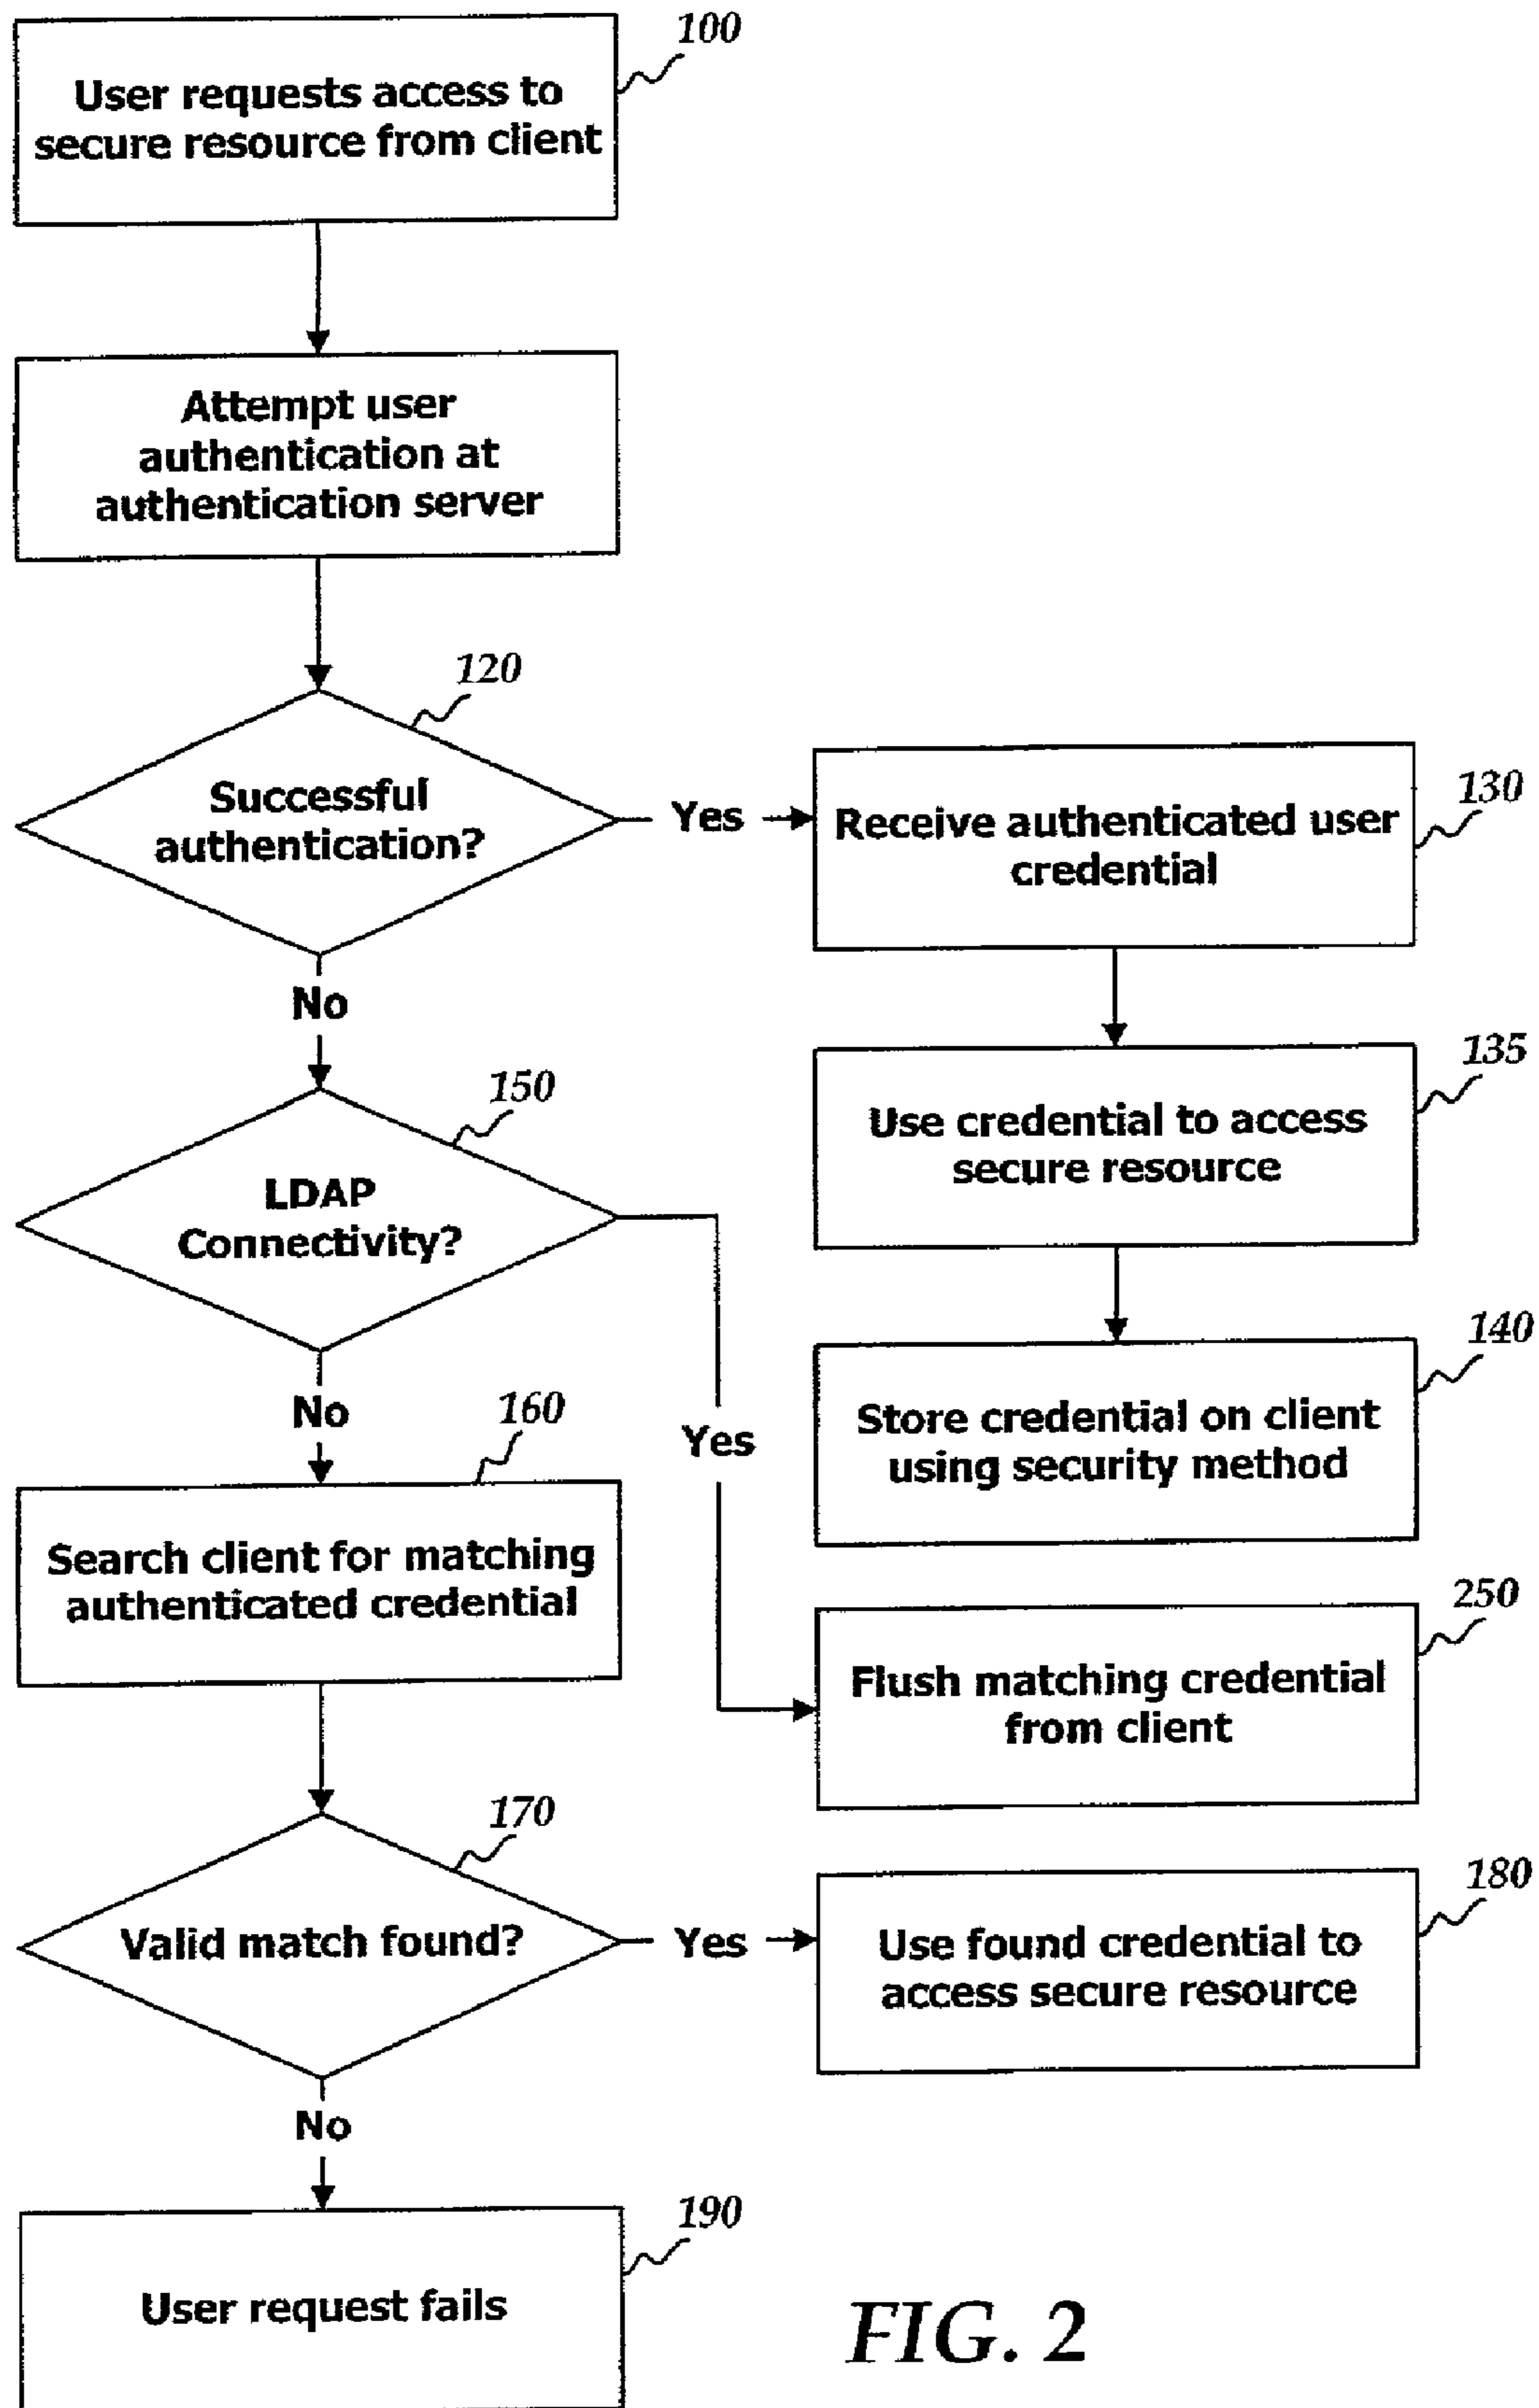 100
User requests access to
secure resource from client
Attempt user
authentication at
authentication server
120
Successful
authentication?
Yes
130
Receive authenticated user
credential
No
135
Use credential to access
secure resource
150
LDAP
Connectivity?
140
Store credential on client
using security method
No
160
Yes
Search client for matching
authenticated credential
250
Flush matching credential
from client
170
Valid match found?
Yes
180
Use found credential to
access secure resource
No
190
User request fails
FIG. 2